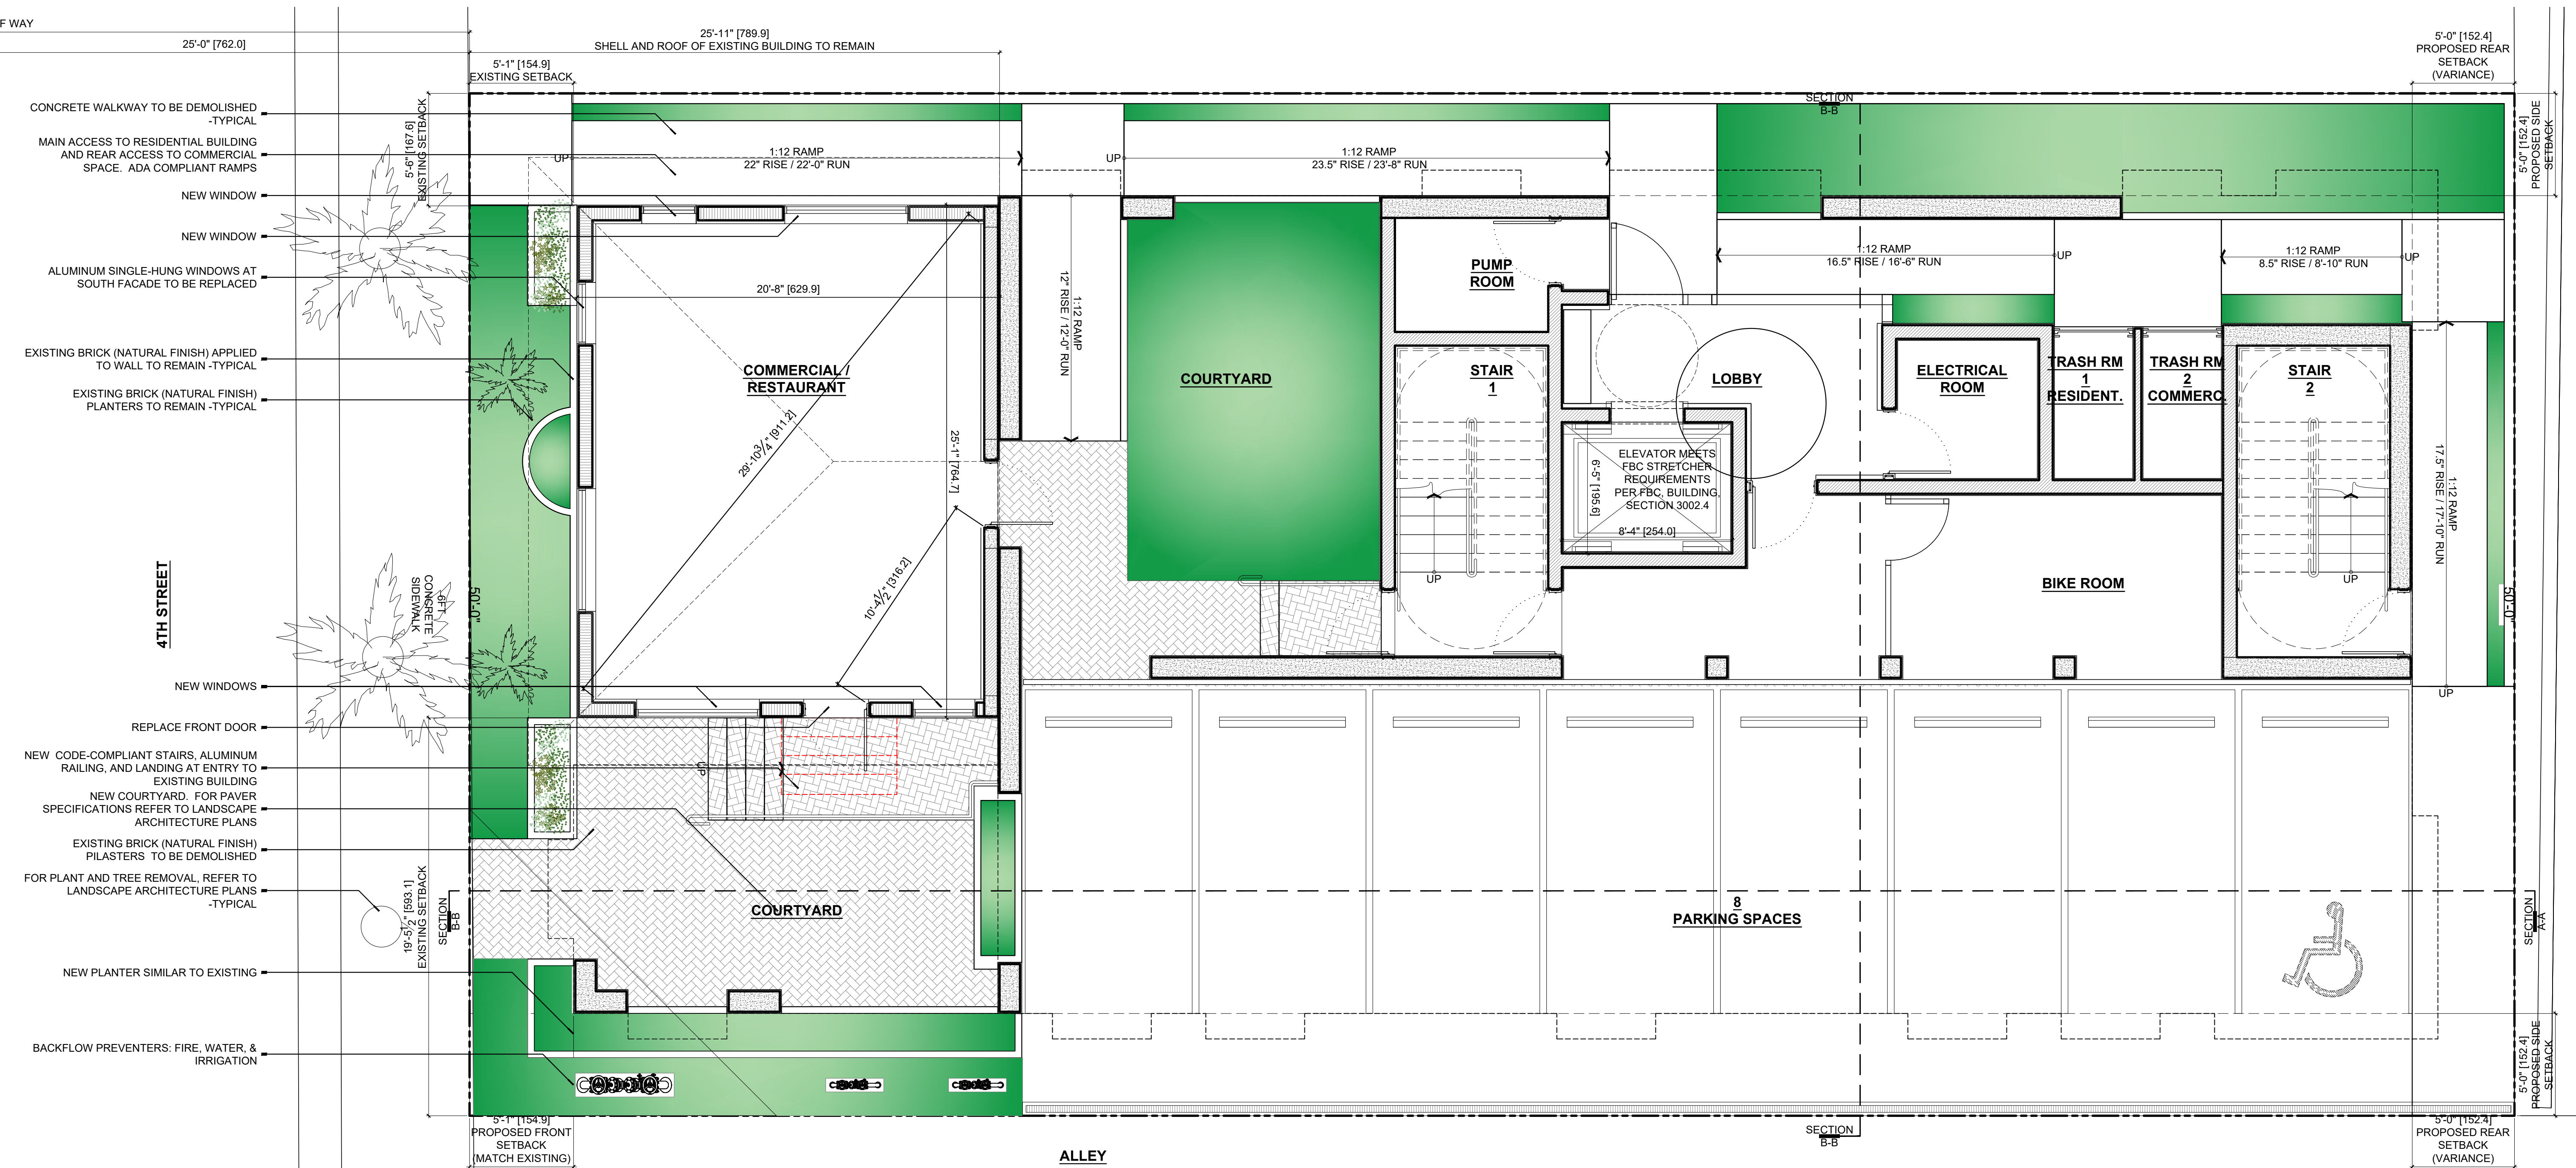 F WAY
25'-0" [762.0]
25'-11" [789.9]
SHELL AND ROOF OF EXISTING BUILDING TO REMAIN
5'-1" [154.9]
EXISTING SETBACK
5'-0" [152.4]
PROPOSED REAR
SETBACK
(VARIANCE)
CONCRETE WALKWAY TO BE DEMOLISHED
-TYPICAL
MAIN ACCESS TO RESIDENTIAL BUILDING
AND REAR ACCESS TO COMMERCIAL
SPACE. ADA COMPLIANT RAMPS
NEW WINDOW
NEW WINDOW
ALUMINUM SINGLE-HUNG WINDOWS AT
SOUTH FACADE TO BE REPLACED
EXISTING BRICK (NATURAL FINISH) APPLIED
TO WALL TO REMAIN -TYPICAL
EXISTING BRICK (NATURAL FINISH)
PLANTERS TO REMAIN -TYPICAL
NEW WINDOWS
REPLACE FRONT DOOR
NEW CODE-COMPLIANT STAIRS, ALUMINUM
RAILING, AND LANDING AT ENTRY TO
EXISTING BUILDING
NEW COURTYARD. FOR PAVER
SPECIFICATIONS REFER TO LANDSCAPE
ARCHITECTURE PLANS
EXISTING BRICK (NATURAL FINISH)
PILASTERS TO BE DEMOLISHED
FOR PLANT AND TREE REMOVAL, REFER TO
LANDSCAPE ARCHITECTURE PLANS
-TYPICAL
NEW PLANTER SIMILAR TO EXISTING
BACKFLOW PREVENTERS: FIRE, WATER, &
IRRIGATION
4TH STREET
6FT
CONCRETE
SIDEWALK
50'-0"
5'-6" [167.6]
EXISTING SETBACK
19'-5½" [593.1]
EXISTING SETBACK
SECTION
B-B
UP
1:12 RAMP
22" RISE / 22'-0" RUN
UP
1:12 RAMP
23.5" RISE / 23'-8" RUN
SECTION
B-B
5'-0" [152.4]
PROPOSED SIDE
SETBACK
20'-8" [629.9]
COMMERCIAL /
RESTAURANT
29'-10¾" [911.2]
25'-1" [764.7]
10'-4½" [316.2]
1:12 RAMP
12" RISE / 12'-0" RUN
COURTYARD
PUMP
ROOM
STAIR
1
UP
LOBBY
ELEVATOR MEETS
FBC STRETCHER
REQUIREMENTS
PER FBC, BUILDING,
SECTION 3002.4
6'-5" [195.6]
8'-4" [254.0]
1:12 RAMP
16.5" RISE / 16'-6" RUN
UP
1:12 RAMP
8.5" RISE / 8'-10" RUN
UP
ELECTRICAL
ROOM
TRASH RM
1
RESIDENT.
TRASH RM
2
COMMERC.
STAIR
2
UP
1:12 RAMP
17.5" RISE / 17'-10" RUN
UP
BIKE ROOM
50'-0"
UP
COURTYARD
8
PARKING SPACES
SECTION
A-A
5'-0" [152.4]
PROPOSED SIDE
SETBACK
5'-1" [154.9]
PROPOSED FRONT
SETBACK
(MATCH EXISTING)
ALLEY
SECTION
B-B
5'-0" [152.4]
PROPOSED REAR
SETBACK
(VARIANCE)